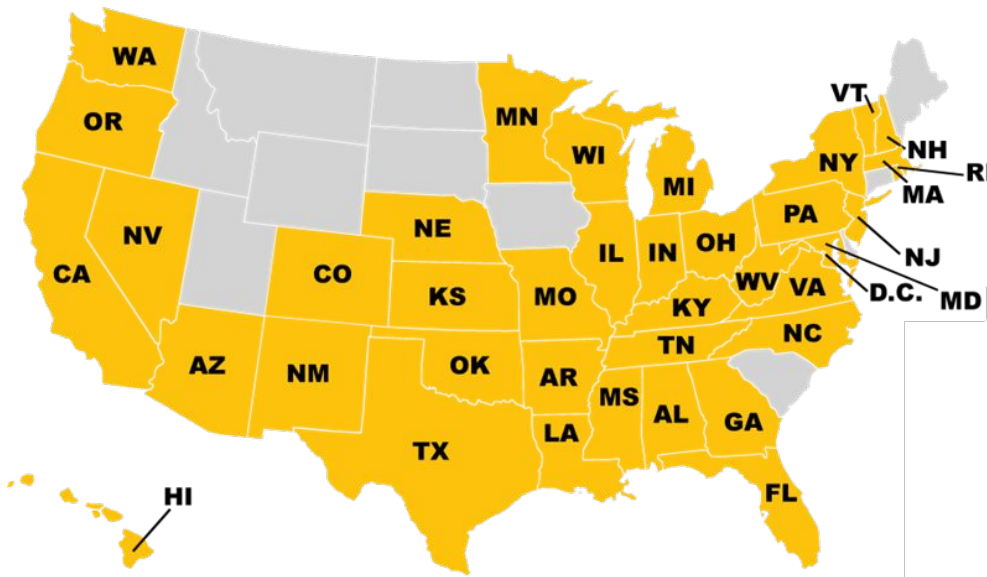 WA
OR
CA
NV
AZ
NM
CO
NE
KS
OK
TX
MN
WI
MI
IL
IN
OH
MO
AR
LA
MS
AL
GA
FL
TN
KY
WV
VA
NC
PA
NY
VT
NH
RI
MA
NJ
MD
D.C.
HI